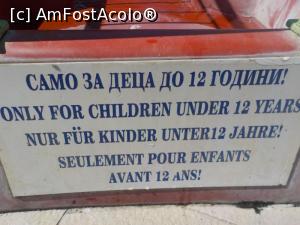 [c] AmFostAcolo®
САМО ЗА ДЕЦА ДО 12 ГОДИНИ!
ONLY FOR CHILDREN UNDER 12 YEARS
NUR FÜR KINDER UNTER12 JAHRE!
SEULEMENT POUR ENFANTS
AVANT 12 ANS!